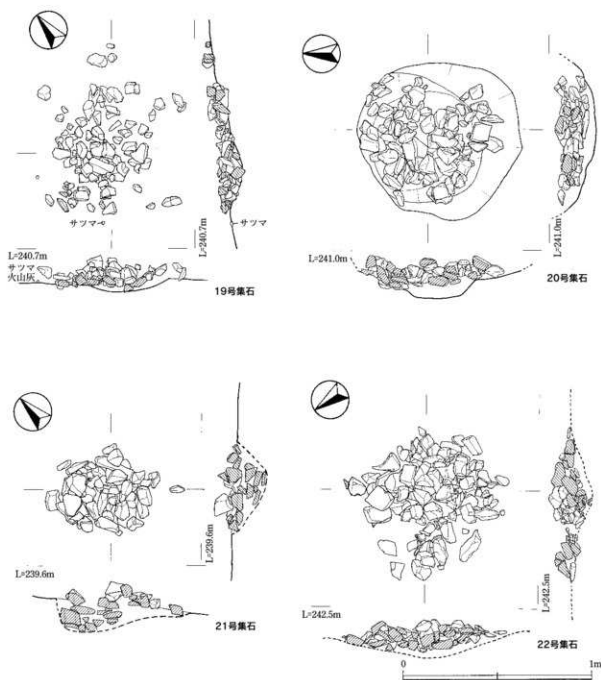 サツマ
サツマ
L=240.7m
L=240.7m
サツマ
火山灰
19号集石
L=241.0m
L=241.0m
20号集石
L=239.6m
L=239.6m
21号集石
L=242.5m
L=242.5m
22号集石
0 1m